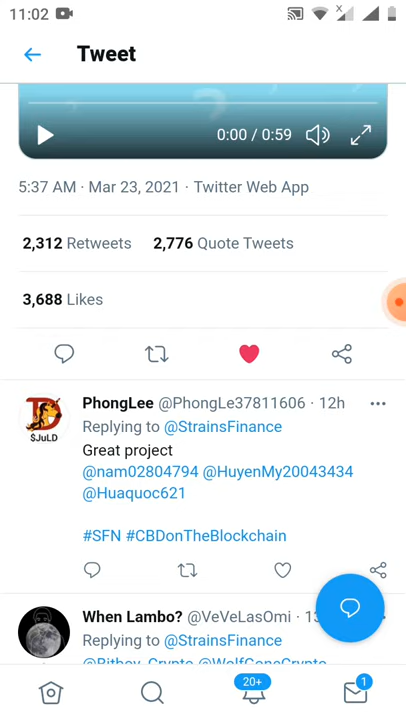 11:02
x
Tweet
0:00 / 0:59
5:37 AM · Mar 23, 2021 · Twitter Web App
2,312 Retweets 2,776 Quote Tweets
3,688 Likes
PhongLee @PhongLe37811606 · 12h
$JuLD
Replying to @StrainsFinance
Great project
@nam02804794 @HuyenMy20043434
@Huaquoc621
#SFN #CBDonTheBlockchain
When Lambo? @VeVeLasOmi · 13
Replying to @StrainsFinance
@Bitboy_Crypto @WolfGoneCrypto
20+
1